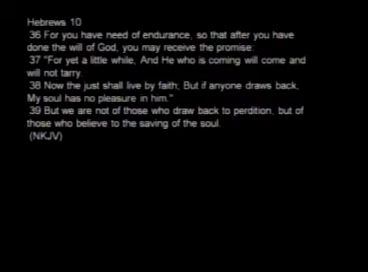 Hebrews 10
36 For you have need of endurance, so that after you have
done the will of God, you may receive the promise:
37 "For yet a little while, And He who is coming will come and
will not tarry.
38 Now the just shall live by faith; But if anyone draws back,
My soul has no pleasure in him."
39 But we are not of those who draw back to perdition, but of
those who believe to the saving of the soul.
(NKJV)